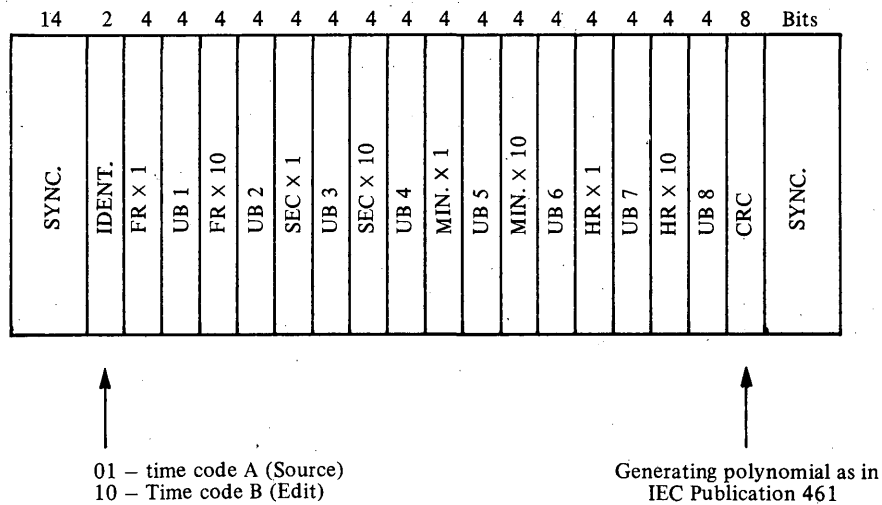 14 2 4 4 4 4 4 4 4 4 4 4 4 4 4 4 4 4 8 Bits
SYNC.
IDENT.
FR X 1
UB 1
FR X 10
UB 2
SEC X 1
UB 3
SEC X 10
UB 4
MIN. X 1
UB 5
MIN. X 10
UB 6
HR X 1
UB 7
HR X 10
UB 8
CRC
SYNC.
01 – time code A (Source)
10 – Time code B (Edit)
Generating polynomial as in
IEC Publication 461